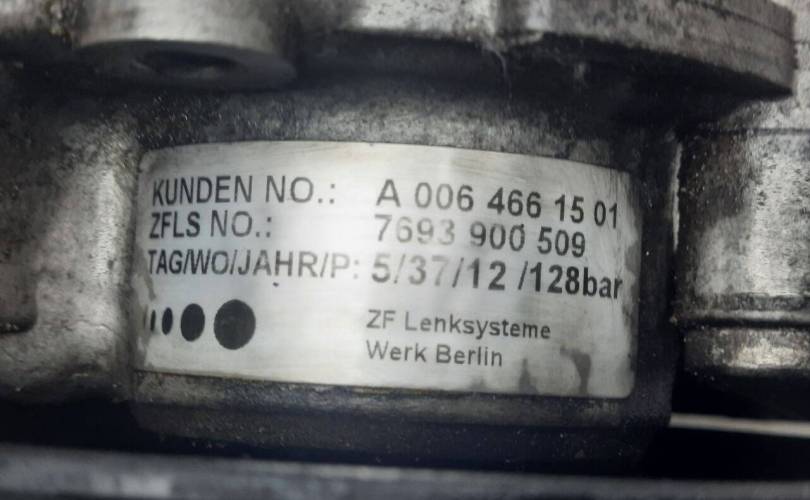 KUNDEN NO.: A 006 466 15 01
ZFLS NO.: 7693 900 509
TAG/WO/JAHR/P: 5/37/12 /128bar
ZF Lenksysteme
Werk Berlin